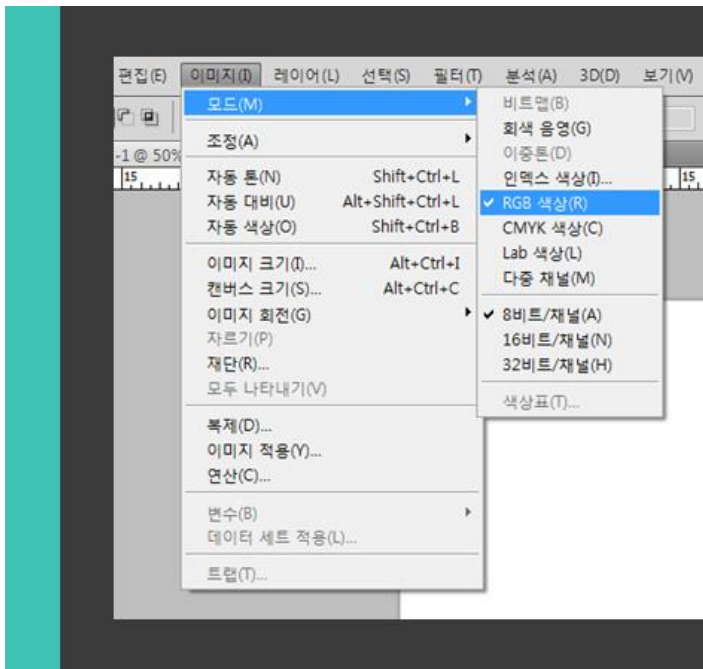 편집(E) 이미지(I) 레이어(L) 선택(S) 필터(T) 분석(A) 3D(D) 보기(V)
-1 @ 50%
15 15
모드(M)
조정(A)
자동 톤(N) Shift+Ctrl+L
자동 대비(U) Alt+Shift+Ctrl+L
자동 색상(O) Shift+Ctrl+B
이미지 크기(I)... Alt+Ctrl+I
캔버스 크기(S)... Alt+Ctrl+C
이미지 회전(G)
자르기(P)
재단(R)...
모두 나타내기(V)
복제(D)...
이미지 적용(Y)...
연산(C)...
변수(B)
데이터 세트 적용(L)...
트랩(T)...
비트맵(B)
회색 음영(G)
이중톤(D)
인덱스 색상(I)...
RGB 색상(R)
CMYK 색상(C)
Lab 색상(L)
다중 채널(M)
8비트/채널(A)
16비트/채널(N)
32비트/채널(H)
색상표(T)...